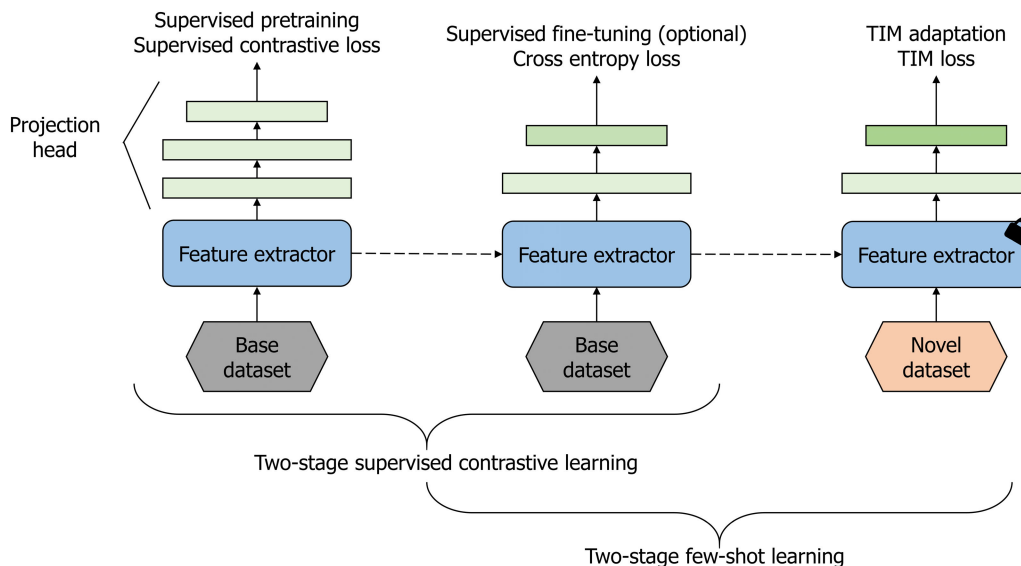 Supervised pretraining
Supervised contrastive loss
Supervised fine-tuning (optional)
Cross entropy loss
TIM adaptation
TIM loss
Projection
head
Feature extractor
Feature extractor
Feature extractor
Base
dataset
Base
dataset
Novel
dataset
Two-stage supervised contrastive learning
Two-stage few-shot learning